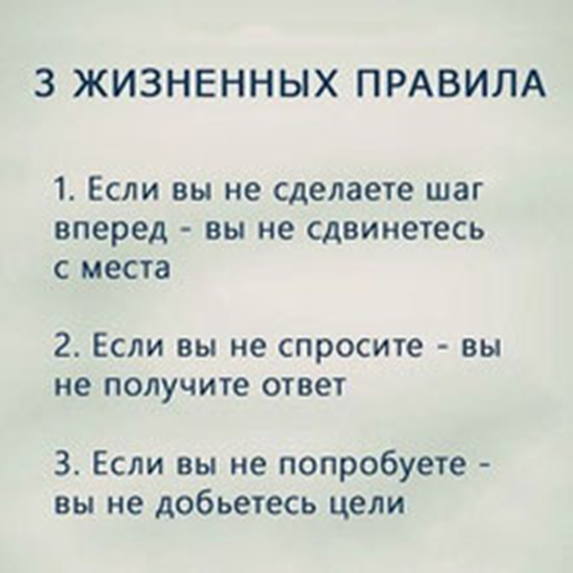 3 ЖИЗНЕННЫХ ПРАВИЛА
1. Если вы не сделаете шаг
вперед - вы не сдвинетесь
с места
2. Если вы не спросите - вы
не получите ответ
3. Если вы не попробуете -
вы не добьетесь цели